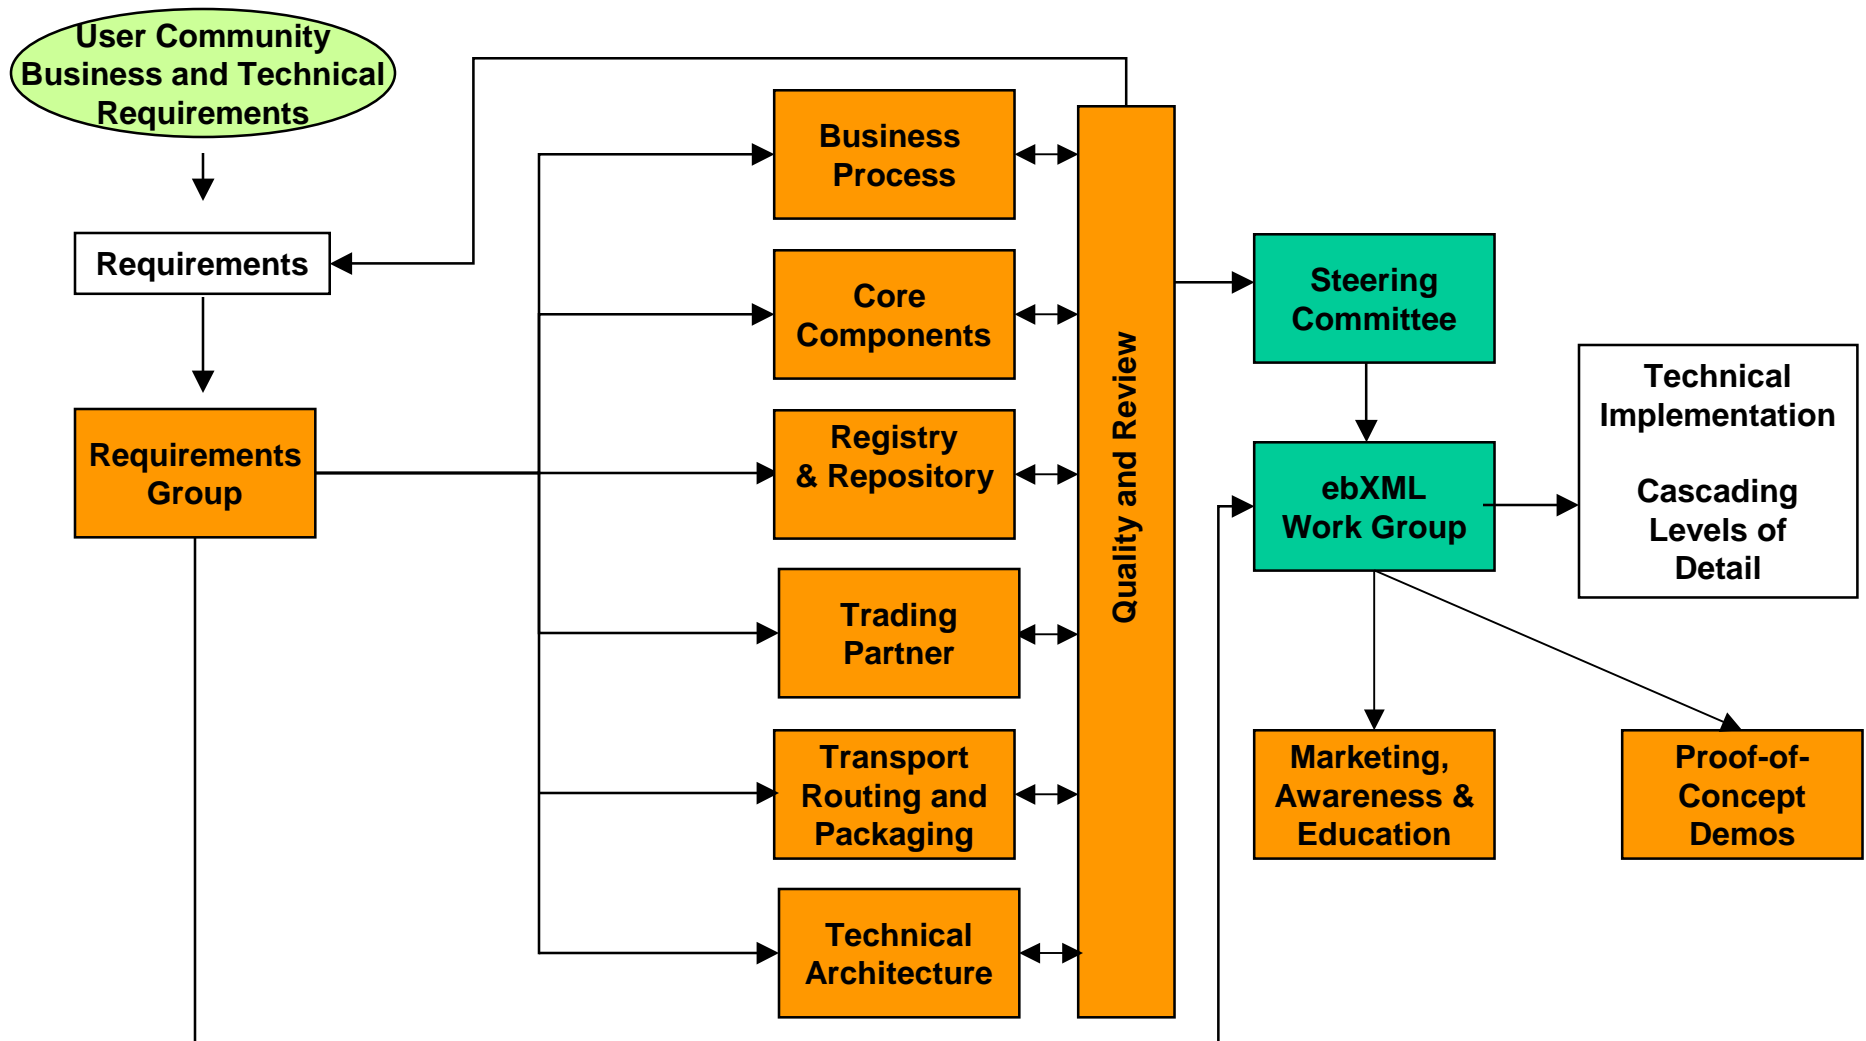 User Community
Business and Technical
Requirements
Requirements
Requirements
Group
Business
Process
Core
Components
Registry
& Repository
Trading
Partner
Transport
Routing and
Packaging
Technical
Architecture
Quality and Review
Steering
Committee
ebXML
Work Group
Technical
Implementation
Cascading
Levels of
Detail
Marketing,
Awareness &
Education
Proof-of-
Concept
Demos